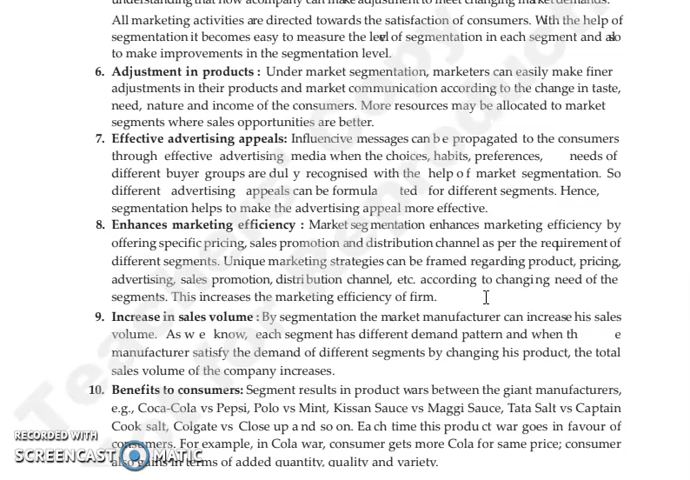 understanding that how acompany can make adjustment to meet changing market demands.
All marketing activities are directed towards the satisfaction of consumers. With the help of
segmentation it becomes easy to measure the level of segmentation in each segment and also
to make improvements in the segmentation level.
6. Adjustment in products : Under market segmentation, marketers can easily make finer
adjustments in their products and market communication according to the change in taste,
need, nature and income of the consumers. More resources may be allocated to market
segments where sales opportunities are better.
7. Effective advertising appeals: Influencive messages can b e propagated to the consumers
through effective advertising media when the choices, habits, preferences, needs of
different buyer groups are dul y recognised with the help o f market segmentation. So
different advertising appeals can be formula ted for different segments. Hence,
segmentation helps to make the advertising appeal more effective.
8. Enhances marketing efficiency : Market seg mentation enhances marketing efficiency by
offering specific pricing, sales promotion and distribution channel as per the requirement of
different segments. Unique marketing strategies can be framed regarding product, pricing,
advertising, sales promotion, distri bution channel, etc. according to changing need of the
segments. This increases the marketing efficiency of firm.
9. Increase in sales volume : By segmentation the market manufacturer can increase his sales
volume. As w e know, each segment has different demand pattern and when th e
manufacturer satisfy the demand of different segments by changing his product, the total
sales volume of the company increases.
10. Benefits to consumers: Segment results in product wars between the giant manufacturers,
e.g., Coca-Cola vs Pepsi, Polo vs Mint, Kissan Sauce vs Maggi Sauce, Tata Salt vs Captain
Cook salt, Colgate vs Close up a nd so on. Ea ch time this produ ct war goes in favour of
consumers. For example, in Cola war, consumer gets more Cola for same price; consumer
also gains in terms of added quantity, quality and variety.
RECORDED WITH
SCREENCAST MATIC